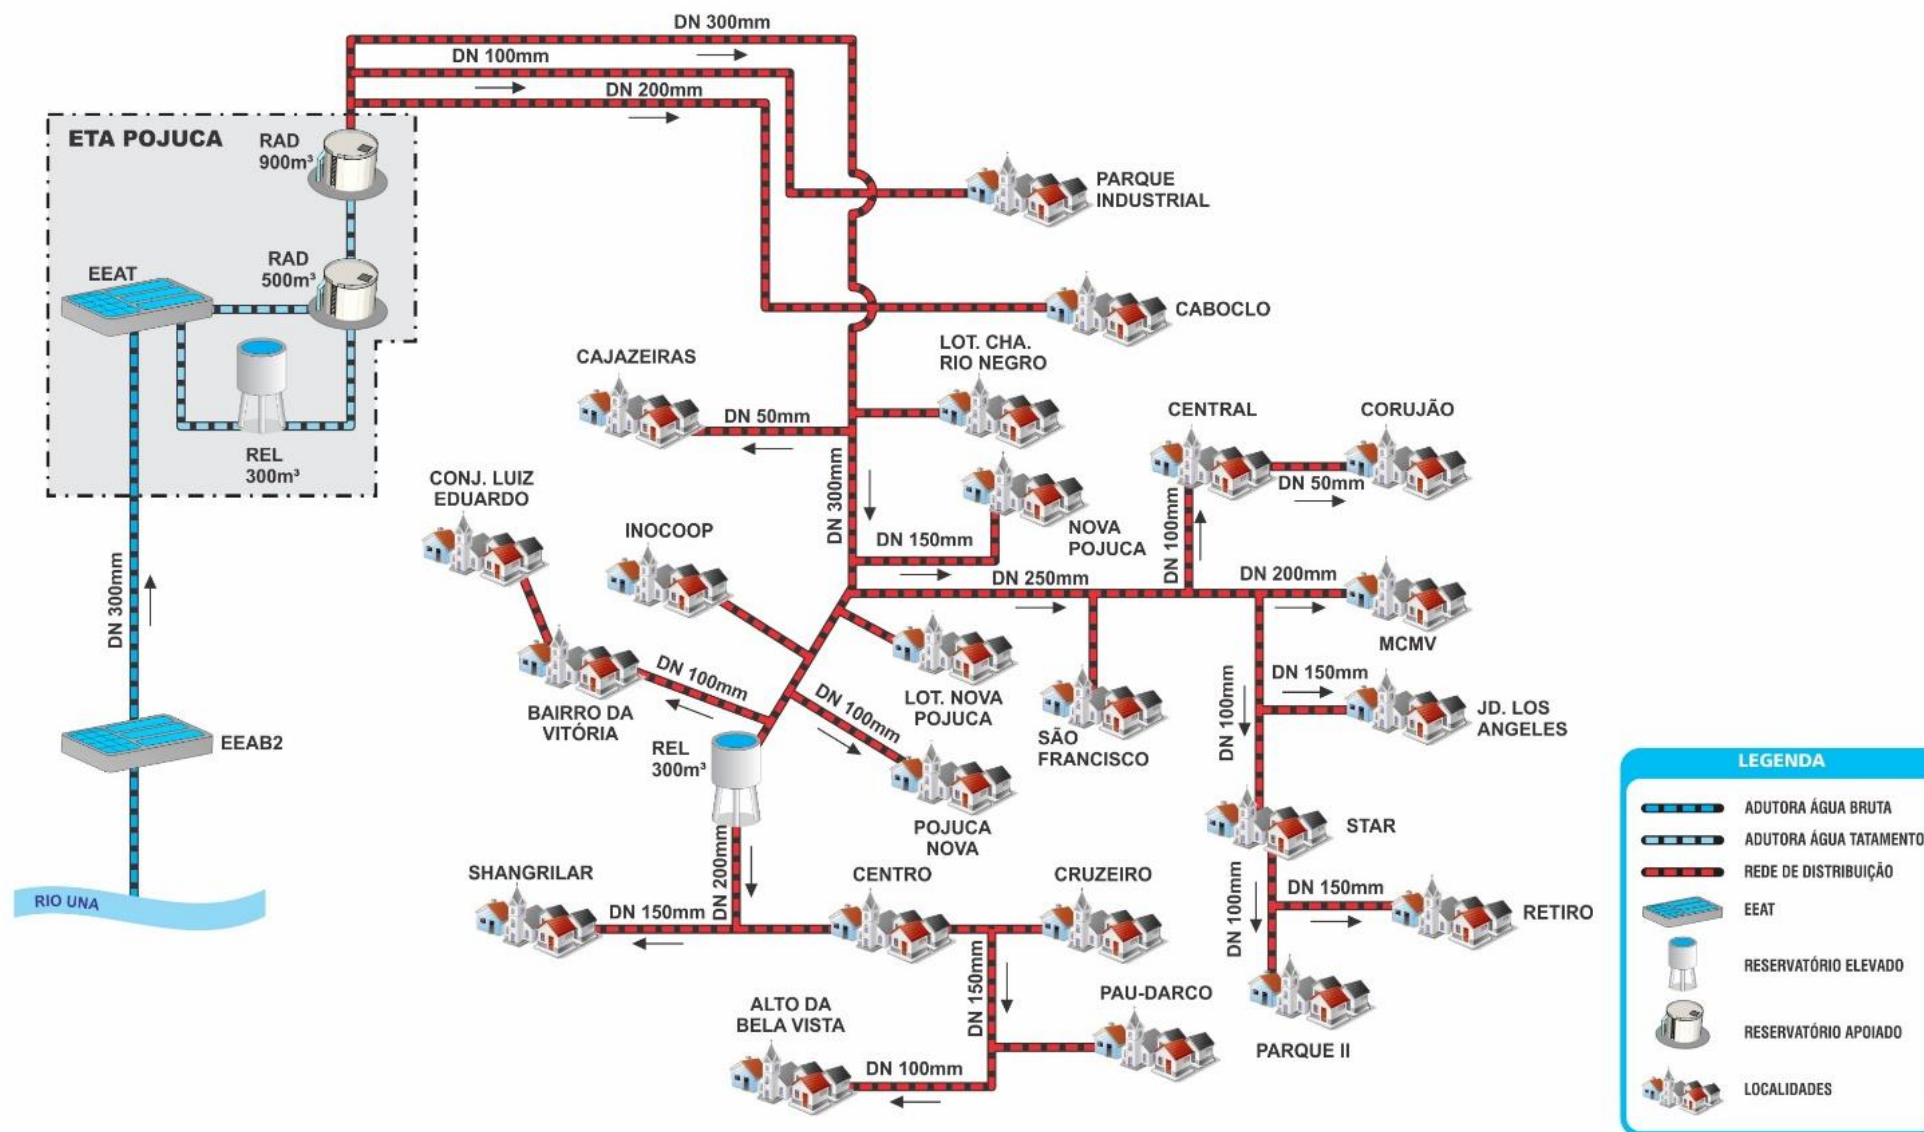 DN 300mm
DN 100mm
DN 200mm
ETA POJUCA
RAD
900m³
RAD
500m³
EEAT
REL
300m³
DN 300mm
EEAB2
RIO UNA
PARQUE
INDUSTRIAL
CABOCLO
LOT. CHA.
RIO NEGRO
CAJAZEIRAS
DN 50mm
DN 300mm
CONJ. LUIZ
EDUARDO
INOCOOP
NOVA
POJUCA
DN 150mm
DN 250mm
CENTRAL
CORUJÃO
DN 50mm
DN 100mm
DN 200mm
MCMV
DN 150mm
JD. LOS
ANGELES
DN 100mm
BAIRRO DA
VITÓRIA
DN 100mm
DN 100mm
LOT. NOVA
POJUCA
SÃO
FRANCISCO
REL
300m³
POJUCA
NOVA
STAR
DN 200mm
SHANGRILAR
DN 150mm
CENTRO
CRUZEIRO
DN 150mm
DN 100mm
DN 150mm
RETIRO
PAU-DARCO
ALTO DA
BELA VISTA
DN 100mm
PARQUE II
LEGENDA
ADUTORA ÁGUA BRUTA
ADUTORA ÁGUA TATAMENTO
REDE DE DISTRIBUIÇÃO
EEAT
RESERVATÓRIO ELEVADO
RESERVATÓRIO APOIADO
LOCALIDADES